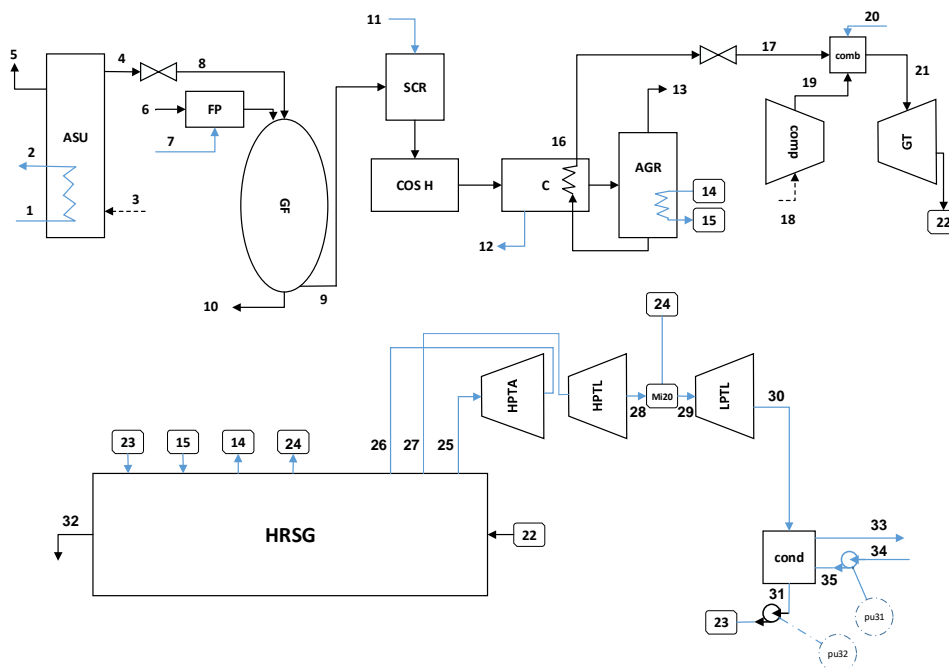 11
20
5
4
8
17
comb
21
19
6
FP
SCR
13
ASU
7
16
AGR
comp
GT
2
COS H
C
14
1
3
GF
15
18
22
12
10
9
24
HPTA
HPTL
Mi20
LPTL
30
28
29
23
15
14
24
26
27
25
32
HRSG
22
33
cond
34
35
31
pu31
23
pu32